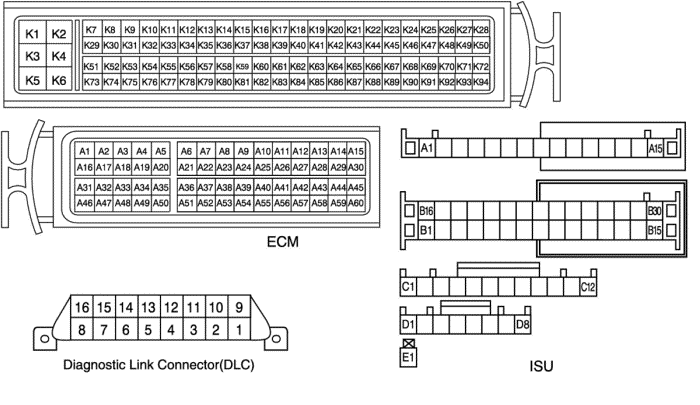 K1 K2 K7 K8 K9 K10 K11 K12 K13 K14 K15 K16 K17 K18 K19 K20 K21 K22 K23 K24 K25 K26 K27 K28
K29 K30 K31 K32 K33 K34 K35 K36 K37 K38 K39 K40 K41 K42 K43 K44 K45 K46 K47 K48 K49 K50
K3 K4
K51 K52 K53 K54 K55 K56 K57 K58 K59 K60 K61 K62 K63 K64 K65 K66 K67 K68 K69 K70 K71 K72
K5 K6 K73 K74 K75 K76 K77 K78 K79 K80 K81 K82 K83 K84 K85 K86 K87 K88 K89 K90 K91 K92 K93 K94
A1 A2 A3 A4 A5 A6 A7 A8 A9 A10 A11 A12 A13 A14 A15
A16 A17 A18 A19 A20 A21 A22 A23 A24 A25 A26 A27 A28 A29 A30
A31 A32 A33 A34 A35 A36 A37 A38 A39 A40 A41 A42 A43 A44 A45
A46 A47 A48 A49 A50 A51 A52 A53 A54 A55 A56 A57 A58 A59 A60
ECM
A1 A15
B16 B30
B1 B15
C1 C12
D1 D8
E1
ISU
16 15 14 13 12 11 10 9
8 7 6 5 4 3 2 1
Diagnostic Link Connector(DLC)